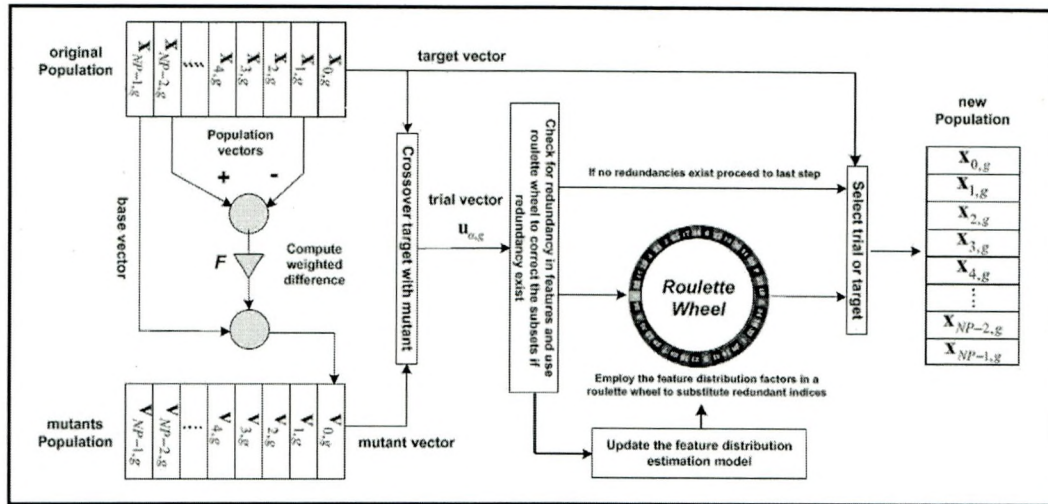 original
Population
X_{NP-1,g}
X_{NP-2,g}
.....
X_{4,g}
X_{3,g}
X_{2,g}
X_{1,g}
X_{0,g}
target vector
Population
vectors
+
-
base vector
F
Compute
weighted
difference
Crossover target with mutant
trial vector
u_{o,g}
Check for redundancy in features and use
roulette wheel to correct the subsets if
redundancy exist
If no redundancies exist proceed to last step
Roulette
Wheel
Employ the feature distribution factors in a
roulette wheel to substitute redundant indices
Update the feature distribution
estimation model
Select trial or target
new
Population
X_{0,g}
X_{1,g}
X_{2,g}
X_{3,g}
X_{4,g}
.....
X_{NP-2,g}
X_{NP-1,g}
mutants
Population
V_{NP-1,g}
V_{NP-2,g}
.....
V_{4,g}
V_{3,g}
V_{2,g}
V_{1,g}
V_{0,g}
mutant vector